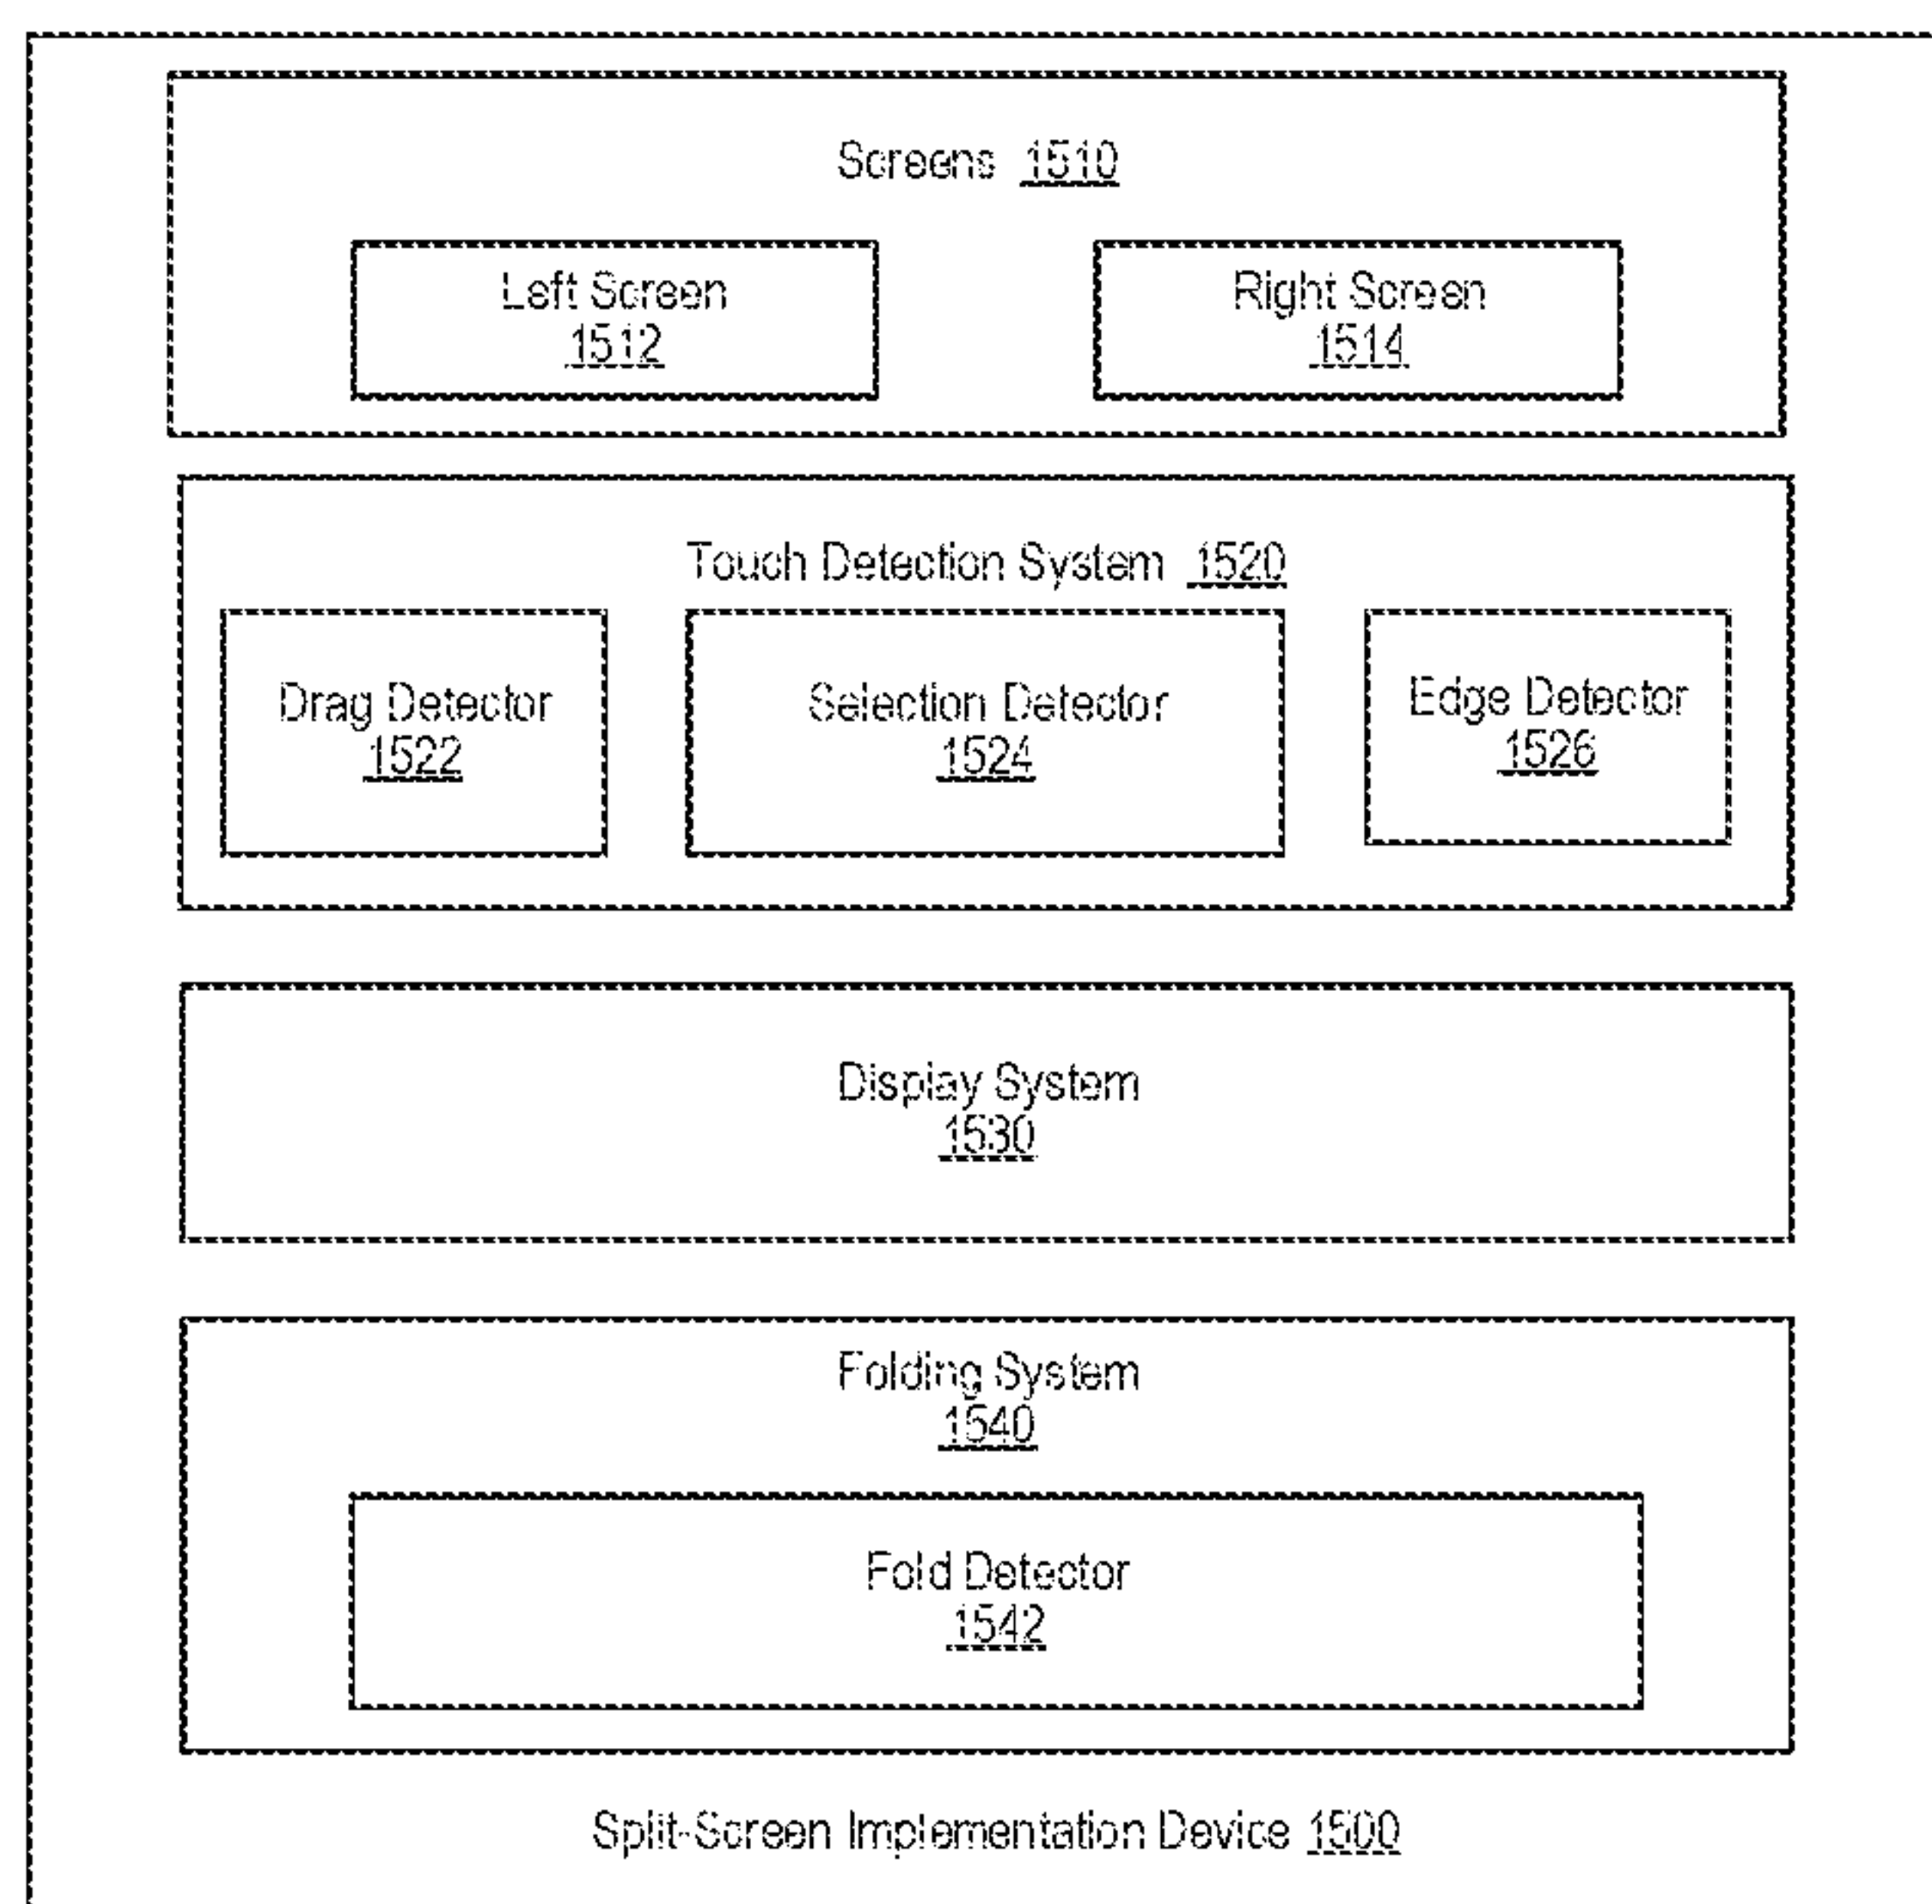 Screens 1510
Left Screen
1512
Right Screen
1514
Touch Detection System 1520
Drag Detector
1522
Selection Detector
1524
Edge Detector
1526
Display System
1530
Folding System
1540
Fold Detector
1542
Split-Screen Implementation Device 1500